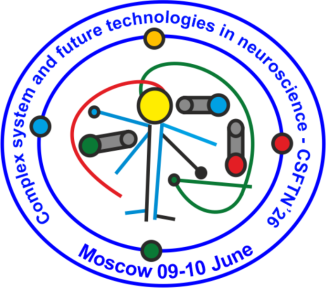 Complex system and future technologies in neuroscience - CSFTN'26
Moscow 09-10 June